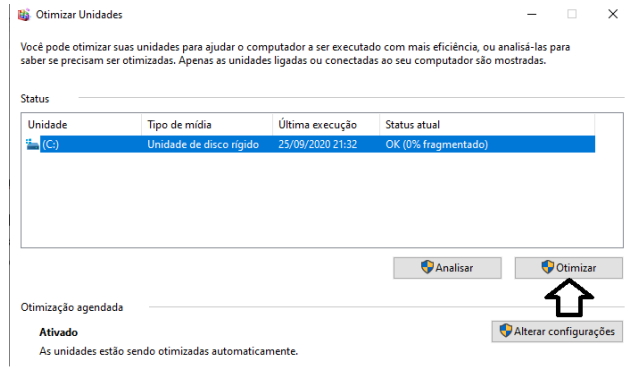 Otimizar Unidades
Você pode otimizar suas unidades para ajudar o computador a ser executado com mais eficiência, ou analisá-las para
saber se precisam ser otimizadas. Apenas as unidades ligadas ou conectadas ao seu computador são mostradas.
Status
Unidade Tipo de mídia Última execução Status atual
(C:) Unidade de disco rígido 25/09/2020 21:32 OK (0% fragmentado)
Analisar Otimizar
Otimização agendada
Ativado Alterar configurações
As unidades estão sendo otimizadas automaticamente.